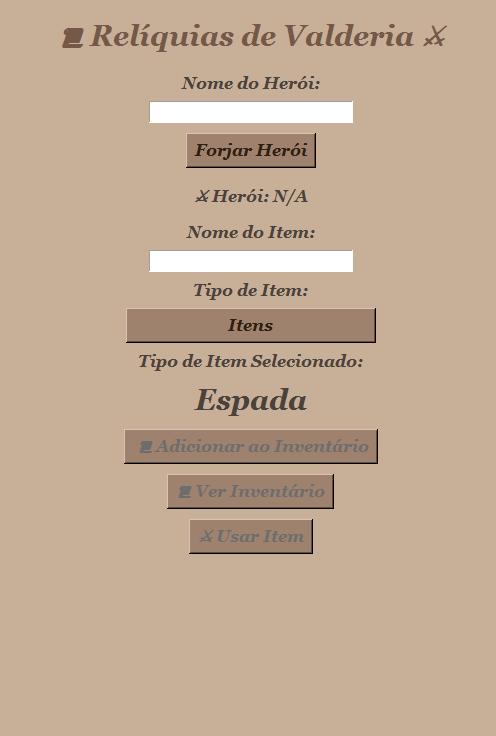 📜 Relíquias de Valderia ⚔
Nome do Herói:
Forjar Herói
⚔ Herói: N/A
Nome do Item:
Tipo de Item:
Itens
Tipo de Item Selecionado:
Espada
📜 Adicionar ao Inventário
📜 Ver Inventário
⚔ Usar Item